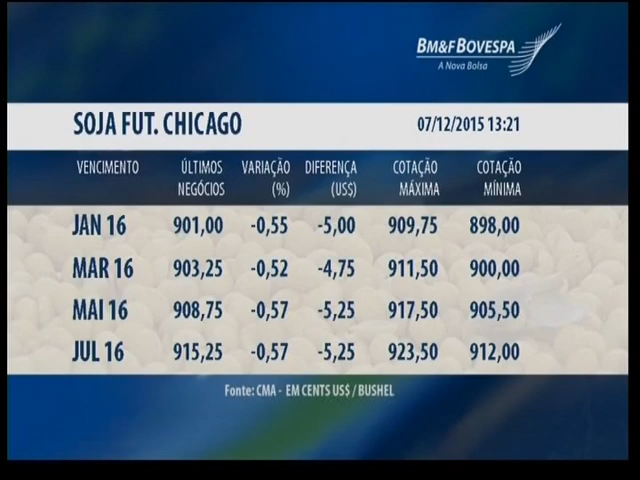 BM&FBOVESPA
A Nova Bolsa
SOJA FUT. CHICAGO 07/12/2015 13:21
VENCIMENTO ÚLTIMOS NEGÓCIOS VARIAÇÃO (%) DIFERENÇA (US$) COTAÇÃO MÁXIMA COTAÇÃO MÍNIMA
JAN 16 901,00 -0,55 -5,00 909,75 898,00
MAR 16 903,25 -0,52 -4,75 911,50 900,00
MAI 16 908,75 -0,57 -5,25 917,50 905,50
JUL 16 915,25 -0,57 -5,25 923,50 912,00
Fonte: CMA - EM CENTS US$ / BUSHEL